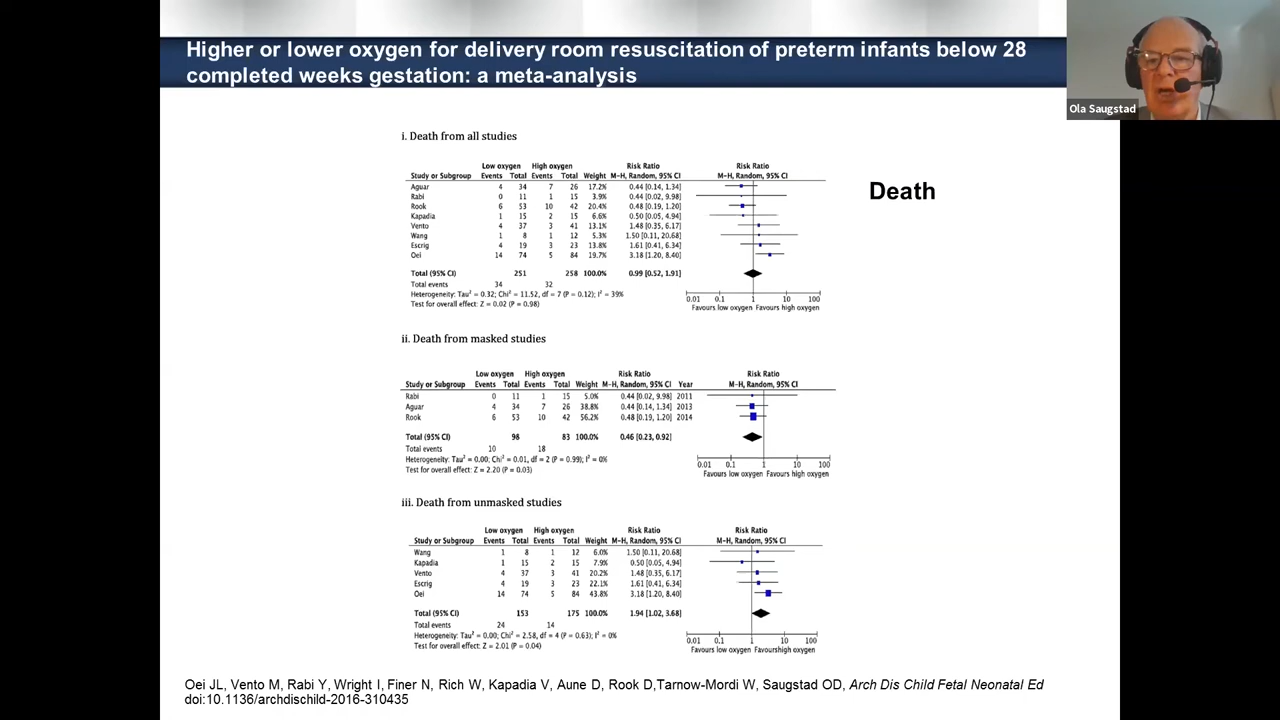 Higher or lower oxygen for delivery room resuscitation of preterm infants below 28
completed weeks gestation: a meta-analysis
Ola Saugstad
i. Death from all studies
Low oxygen High oxygen Risk Ratio Risk Ratio
Study or Subgroup Events Total Events Total Weight M-H, Random, 95% CI M-H, Random, 95% CI
Aguar 4 34 7 26 17.2% 0.44 [0.14, 1.34]
Rabi 0 11 1 15 3.9% 0.44 [0.02, 9.98]
Rook 6 53 10 42 20.4% 0.48 [0.19, 1.20]
Kapadia 1 15 2 15 6.6% 0.50 [0.05, 4.94]
Vento 4 37 3 41 13.1% 1.48 [0.35, 6.17]
Wang 1 8 1 12 5.3% 1.50 [0.11, 20.68]
Escrig 4 19 3 23 13.8% 1.61 [0.41, 6.34]
Oei 14 74 5 84 19.7% 3.18 [1.20, 8.40]
Total (95% CI) 251 258 100.0% 0.99 [0.52, 1.91]
Total events 34 32
Heterogeneity: Tau² = 0.32; Chi² = 11.52, df = 7 (P = 0.12); I² = 39%
Test for overall effect: Z = 0.02 (P = 0.98)
0.01 0.1 1 10 100
Favours low oxygen Favours high oxygen
Death
ii. Death from masked studies
Low oxygen High oxygen Risk Ratio Risk Ratio
Study or Subgroup Events Total Events Total Weight M-H, Random, 95% CI Year M-H, Random, 95% CI
Rabi 0 11 1 15 5.0% 0.44 [0.02, 9.98] 2011
Aguar 4 34 7 26 38.8% 0.44 [0.14, 1.34] 2013
Rook 6 53 10 42 56.2% 0.48 [0.19, 1.20] 2014
Total (95% CI) 98 83 100.0% 0.46 [0.23, 0.92]
Total events 10 18
Heterogeneity: Tau² = 0.00; Chi² = 0.01, df = 2 (P = 0.99); I² = 0%
Test for overall effect: Z = 2.20 (P = 0.03)
0.01 0.1 1 10 100
Favours low oxygen Favours high oxygen
iii. Death from unmasked studies
Low oxygen High oxygen Risk Ratio Risk Ratio
Study or Subgroup Events Total Events Total Weight M-H, Random, 95% CI M-H, Random, 95% CI
Wang 1 8 1 12 6.0% 1.50 [0.11, 20.68]
Kapadia 1 15 2 15 7.9% 0.50 [0.05, 4.94]
Vento 4 37 3 41 20.2% 1.48 [0.35, 6.17]
Escrig 4 19 3 23 22.1% 1.61 [0.41, 6.34]
Oei 14 74 5 84 43.8% 3.18 [1.20, 8.40]
Total (95% CI) 153 175 100.0% 1.94 [1.02, 3.68]
Total events 24 14
Heterogeneity: Tau² = 0.00; Chi² = 2.58, df = 4 (P = 0.63); I² = 0%
Test for overall effect: Z = 2.01 (P = 0.04)
0.01 0.1 1 10 100
Favours low oxygen Favourshigh oxygen
Oei JL, Vento M, Rabi Y, Wright I, Finer N, Rich W, Kapadia V, Aune D, Rook D,Tarnow-Mordi W, Saugstad OD, Arch Dis Child Fetal Neonatal Ed
doi:10.1136/archdischild-2016-310435